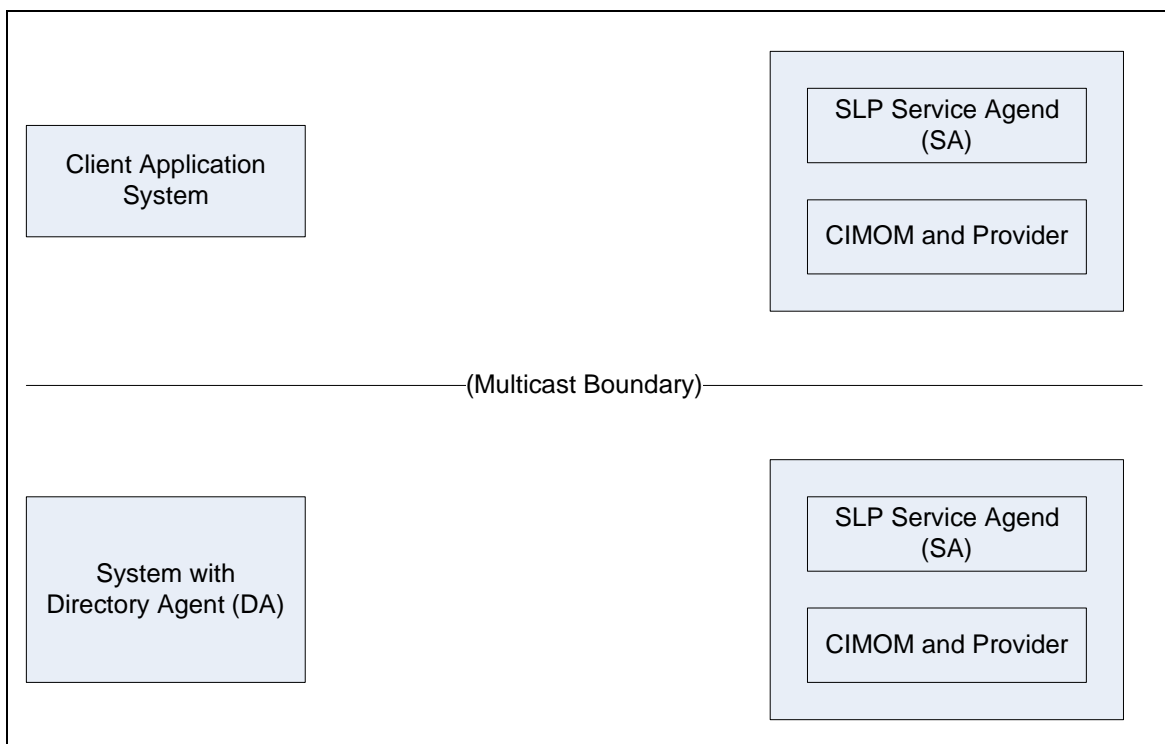 Client Application
System
SLP Service Agend
(SA)
CIMOM and Provider
(Multicast Boundary)
System with
Directory Agent (DA)
SLP Service Agend
(SA)
CIMOM and Provider